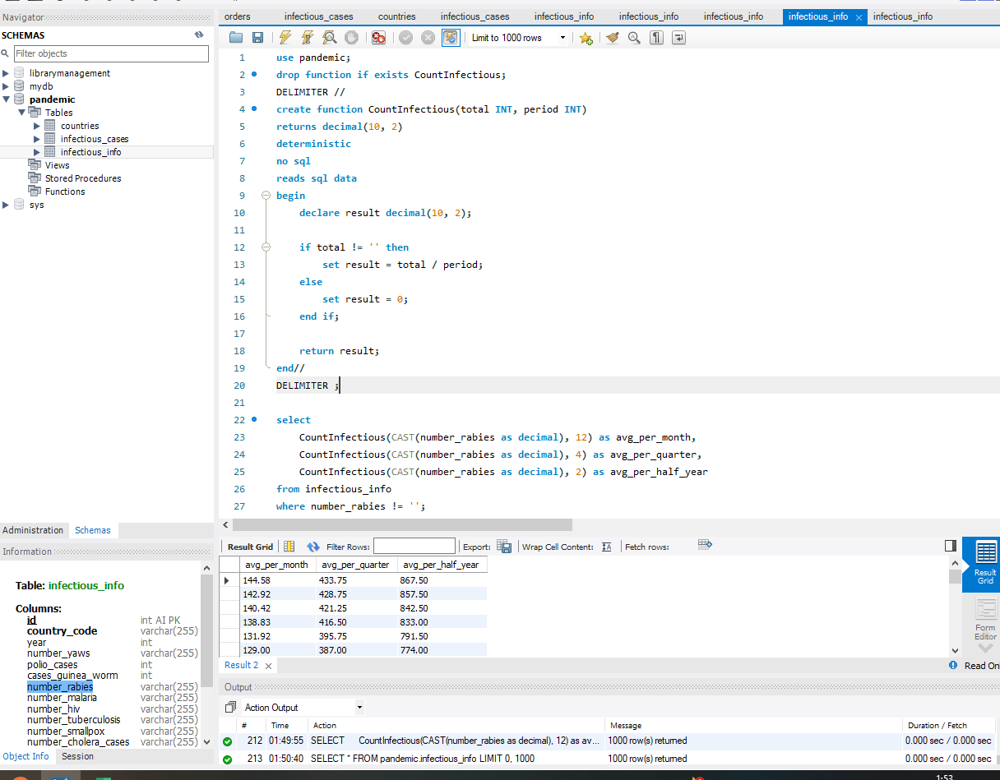 Navigator
SCHEMAS
Filter objects
librarymanagement
mydb
pandemic
Tables
countries
infectious_cases
infectious_info
Views
Stored Procedures
Functions
sys
Administration Schemas
Information
Table: infectious_info
Columns:
id int AI PK
country_code varchar(255)
year int
number_yaws varchar(255)
polio_cases int
cases_guinea_worm int
number_rabies varchar(255)
number_malaria varchar(255)
number_hiv varchar(255)
number_tuberculosis varchar(255)
number_smallpox varchar(255)
number_cholera_cases varchar(255)
Object Info Session
orders infectious_cases countries infectious_cases infectious_info infectious_info infectious_info infectious_info infectious_info
Limit to 1000 rows
1 use pandemic;
2 drop function if exists CountInfectious;
3 DELIMITER //
4 create function CountInfectious(total INT, period INT)
5 returns decimal(10, 2)
6 deterministic
7 no sql
8 reads sql data
9 begin
10 declare result decimal(10, 2);
11
12 if total != '' then
13 set result = total / period;
14 else
15 set result = 0;
16 end if;
17
18 return result;
19 end//
20 DELIMITER ;
21
22 select
23 CountInfectious(CAST(number_rabies as decimal), 12) as avg_per_month,
24 CountInfectious(CAST(number_rabies as decimal), 4) as avg_per_quarter,
25 CountInfectious(CAST(number_rabies as decimal), 2) as avg_per_half_year
26 from infectious_info
27 where number_rabies != '';
Result Grid Filter Rows: Export: Wrap Cell Content: Fetch rows:
avg_per_month avg_per_quarter avg_per_half_year
144.58 433.75 867.50
142.92 428.75 857.50
140.42 421.25 842.50
138.83 416.50 833.00
131.92 395.75 791.50
129.00 387.00 774.00
Result Grid
Form Editor
Result 2
Read On
Output
Action Output
# Time Action Message Duration / Fetch
212 01:49:55 SELECT CountInfectious(CAST(number_rabies as decimal), 12) as av... 1000 row(s) returned 0.000 sec / 0.000 sec
213 01:50:40 SELECT * FROM pandemic.infectious_info LIMIT 0, 1000 1000 row(s) returned 0.000 sec / 0.000 sec
1:53